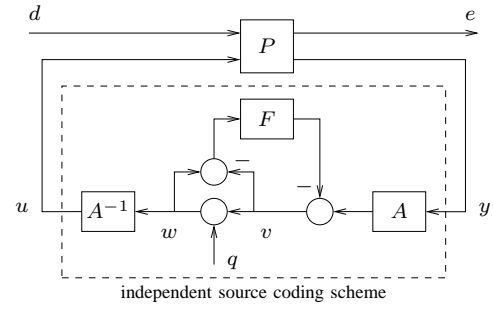 d
e
P
F
−
−
u
A⁻¹
w
v
A
y
q
independent source coding scheme